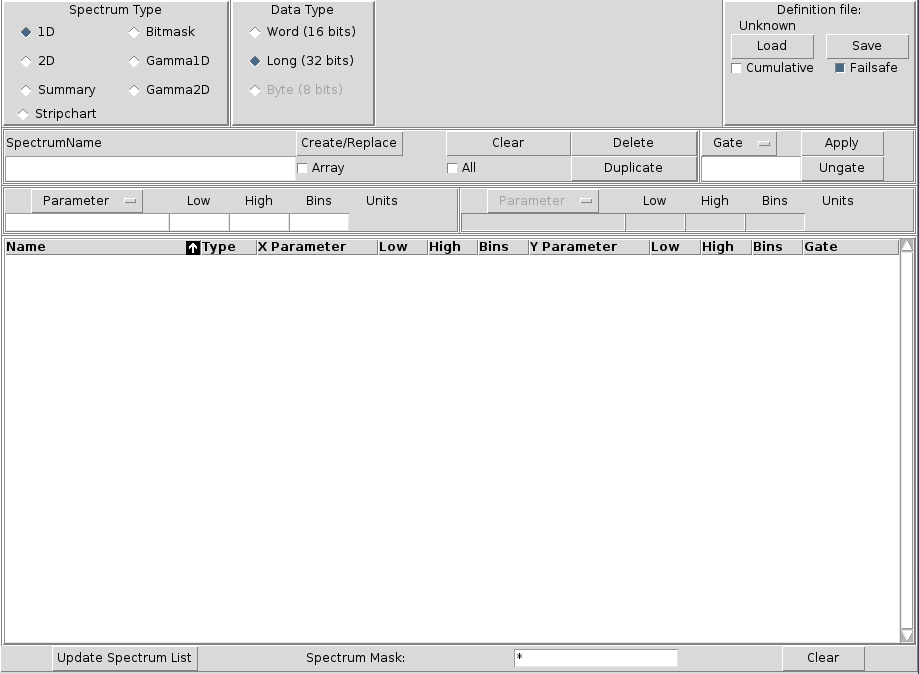 Spectrum Type Data Type Definition file:
Unknown
1D Bitmask Word (16 bits) Load Save
2D Gamma1D Long (32 bits) Cumulative Failsafe
Summary Gamma2D Byte (8 bits)
Stripchart
SpectrumName Create/Replace Clear Delete Gate Apply
Array All Duplicate Ungate
Parameter Low High Bins Units Parameter Low High Bins Units
Name Type X Parameter Low High Bins Y Parameter Low High Bins Gate
Update Spectrum List Spectrum Mask: * Clear